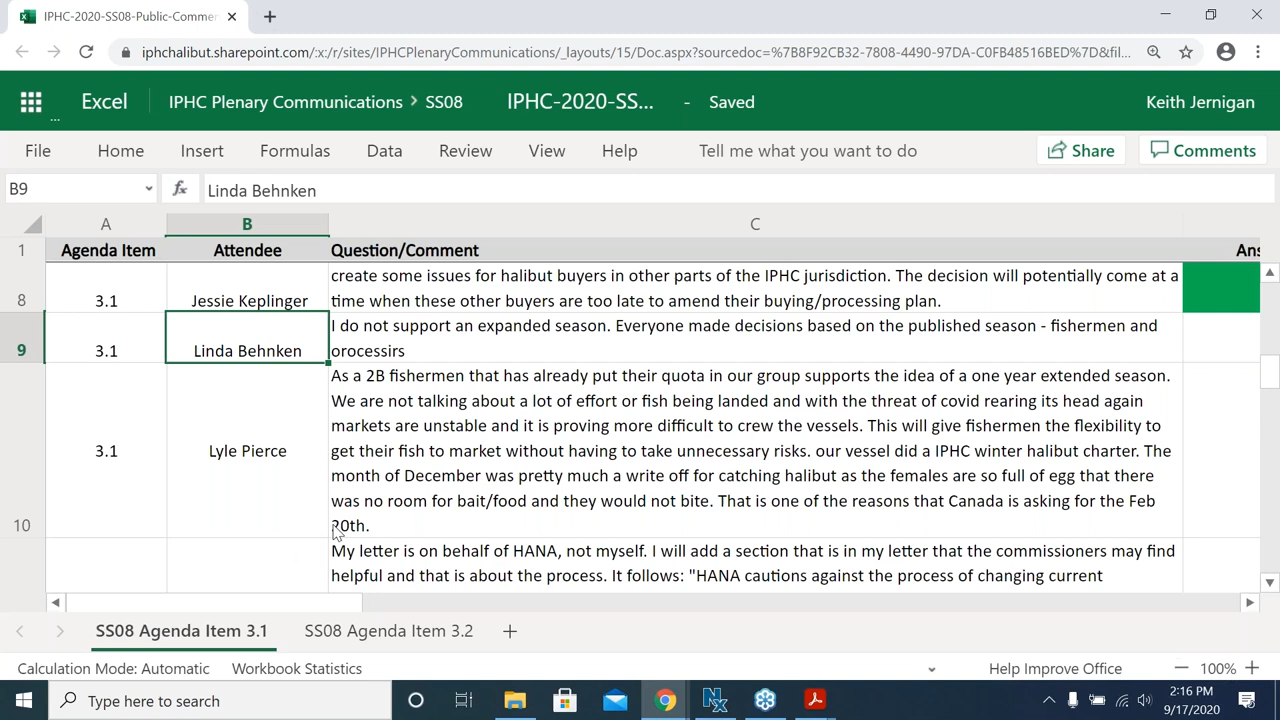 IPHC-2020-SS08-Public-Commen
iphchalibut.sharepoint.com/:x:/r/sites/IPHCPlenaryCommunications/_layouts/15/Doc.aspx?sourcedoc=%7B8F92CB32-7808-4490-97DA-C0FB48516BED%7D&fil...
Excel IPHC Plenary Communications > SS08 IPHC-2020-SS... - Saved Keith Jernigan
File Home Insert Formulas Data Review View Help Tell me what you want to do Share Comments
B9 fx Linda Behnken
A B C
1 Agenda Item Attendee Question/Comment Ans
create some issues for halibut buyers in other parts of the IPHC jurisdiction. The decision will potentially come at a
8 3.1 Jessie Keplinger time when these other buyers are too late to amend their buying/processing plan.
I do not support an expanded season. Everyone made decisions based on the published season - fishermen and
9 3.1 Linda Behnken orocessirs
As a 2B fishermen that has already put their quota in our group supports the idea of a one year extended season.
We are not talking about a lot of effort or fish being landed and with the threat of covid rearing its head again
markets are unstable and it is proving more difficult to crew the vessels. This will give fishermen the flexibility to
3.1 Lyle Pierce get their fish to market without having to take unnecessary risks. our vessel did a IPHC winter halibut charter. The
month of December was pretty much a write off for catching halibut as the females are so full of egg that there
was no room for bait/food and they would not bite. That is one of the reasons that Canada is asking for the Feb
10 20th.
My letter is on behalf of HANA, not myself. I will add a section that is in my letter that the commissioners may find
helpful and that is about the process. It follows: "HANA cautions against the process of changing current
SS08 Agenda Item 3.1 SS08 Agenda Item 3.2
Calculation Mode: Automatic Workbook Statistics Help Improve Office 100%
Type here to search 2:16 PM
9/17/2020